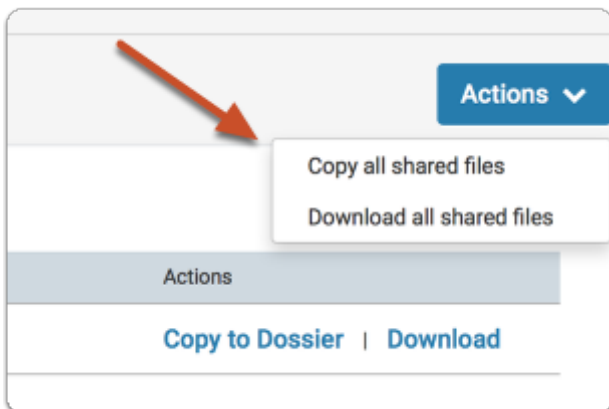 Actions
Copy all shared files
Download all shared files
Actions
Copy to Dossier | Download